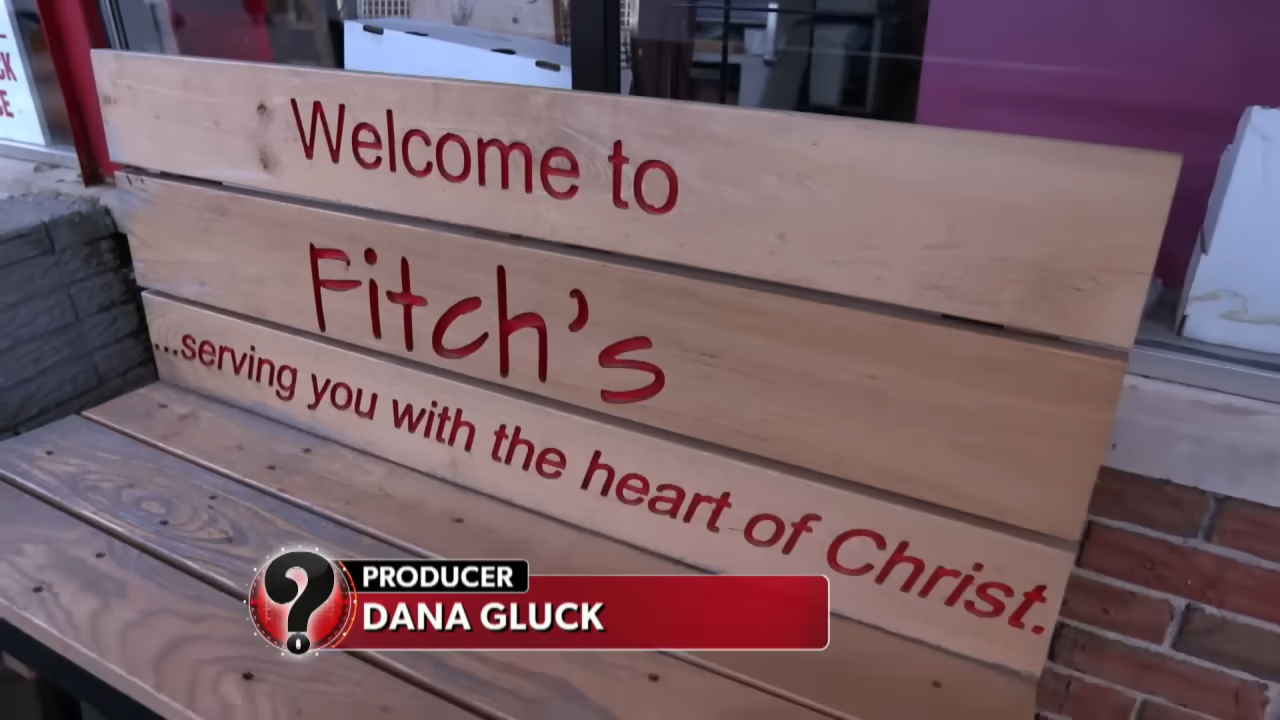 Welcome to
Fitch's
...serving you with the heart of Christ.
PRODUCER
DANA GLUCK